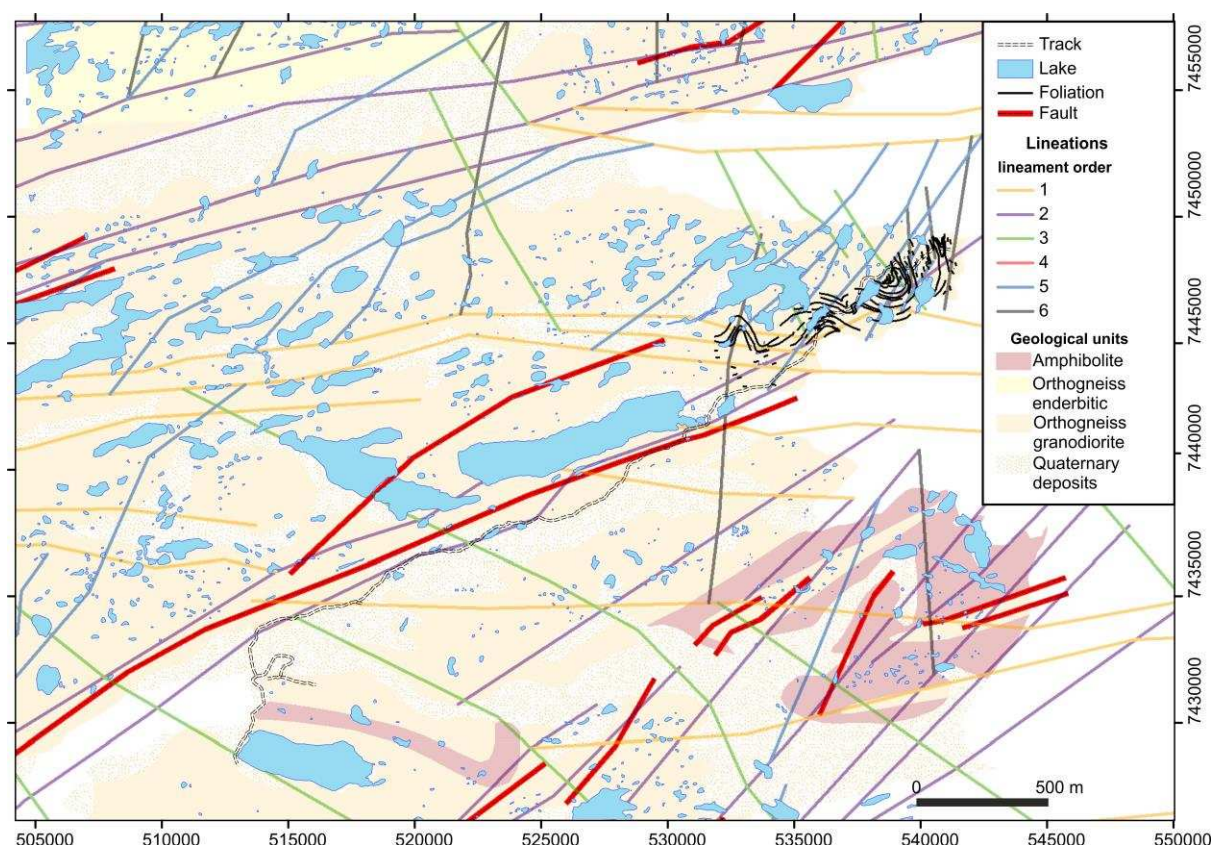 Track
Lake
Foliation
Fault
Lineations
lineament order
1
2
3
4
5
6
Geological units
Amphibolite
Orthogneiss
enderbitic
Orthogneiss
granodiorite
Quaternary
deposits
7455000
7450000
7445000
7440000
7435000
7430000
0 500 m
505000 510000 515000 520000 525000 530000 535000 540000 545000 550000